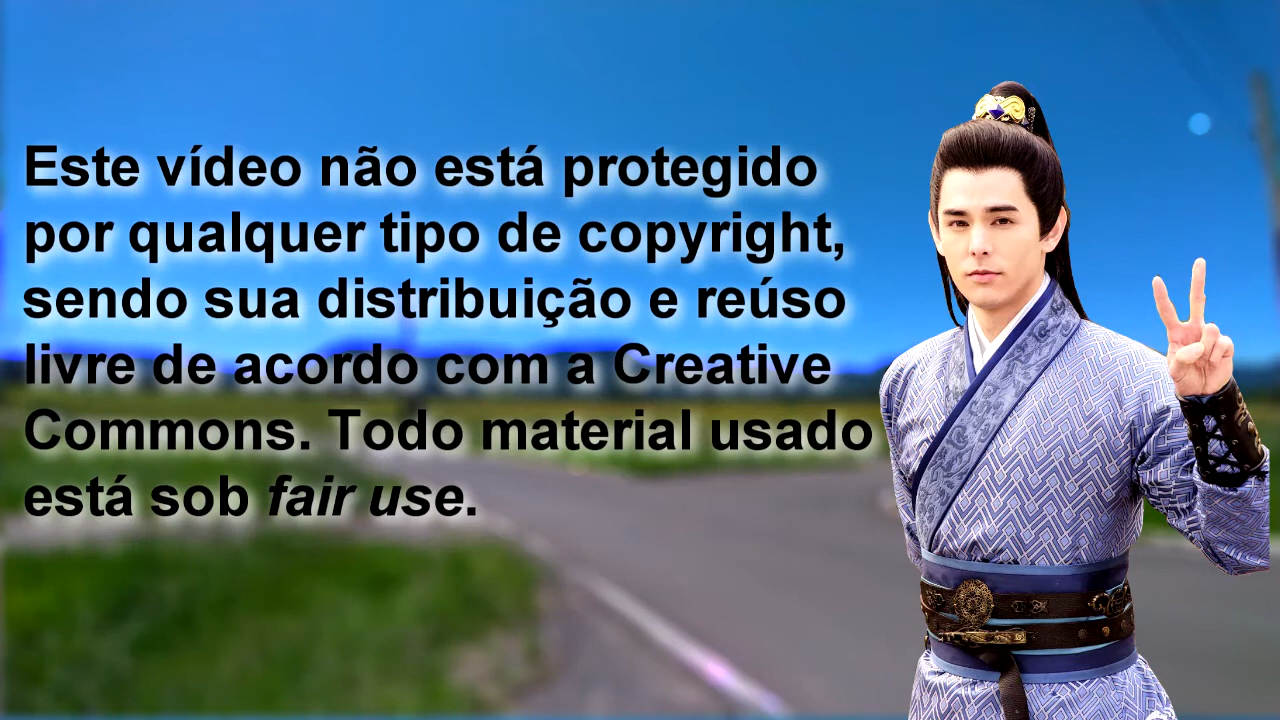 Este vídeo não está protegido
por qualquer tipo de copyright,
sendo sua distribuição e reúso
livre de acordo com a Creative
Commons. Todo material usado
está sob fair use.